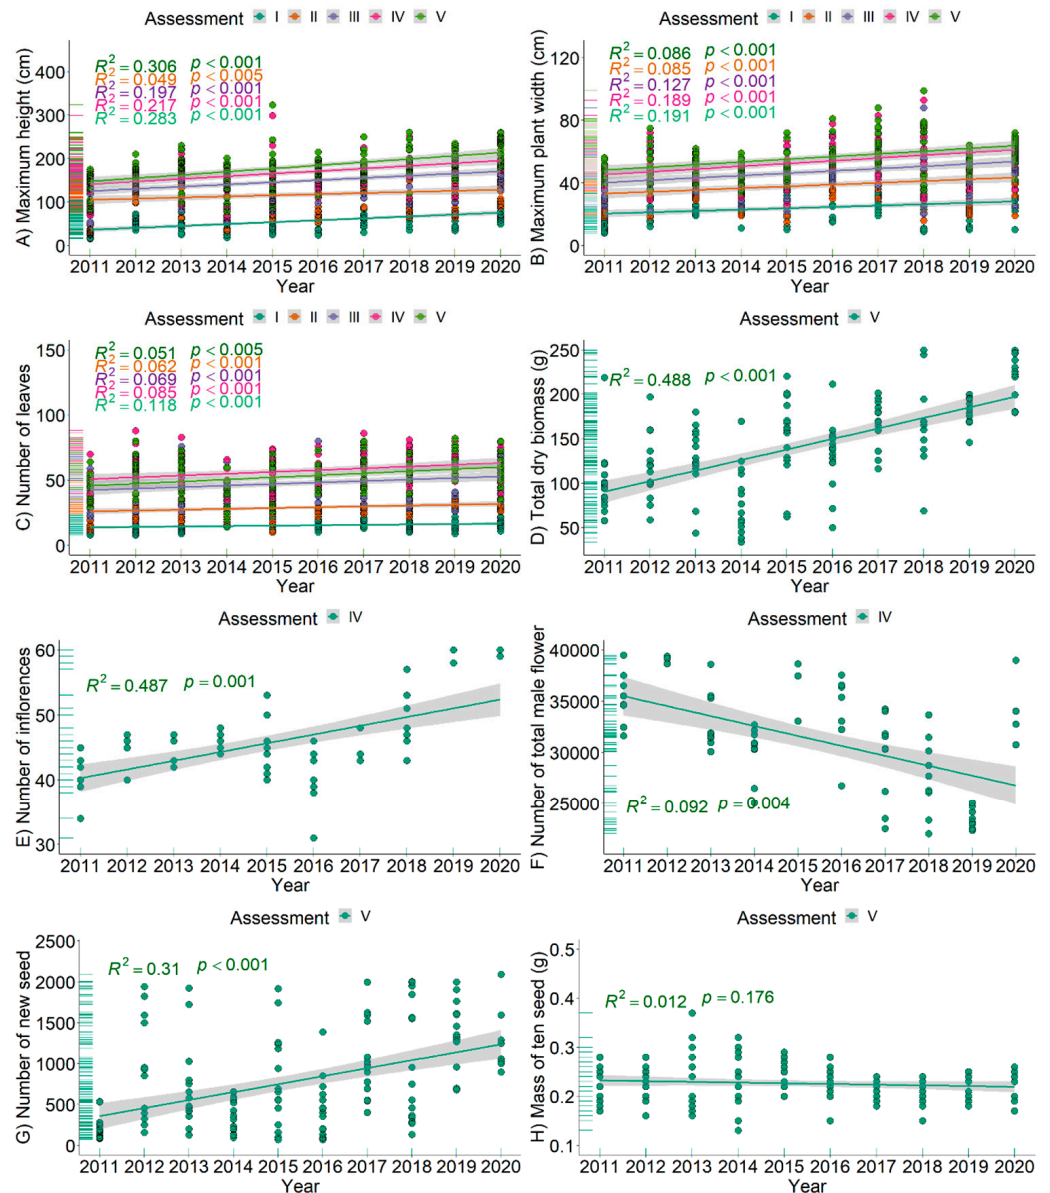 Assessment I II III IV V
A) Maximum height (cm)
400
300
200
100
0
R² = 0.306 p < 0.001
R² = 0.049 p < 0.005
R² = 0.197 p < 0.001
R² = 0.217 p < 0.001
R² = 0.283 p < 0.001
2011 2012 2013 2014 2015 2016 2017 2018 2019 2020
Year
Assessment I II III IV V
B) Maximum plant width (cm)
120
80
40
0
R² = 0.086 p < 0.001
R² = 0.085 p < 0.001
R² = 0.127 p < 0.001
R² = 0.189 p < 0.001
R² = 0.191 p < 0.001
2011 2012 2013 2014 2015 2016 2017 2018 2019 2020
Year
Assessment I II III IV V
C) Number of leaves
150
100
50
0
R² = 0.051 p < 0.005
R² = 0.062 p < 0.001
R² = 0.069 p < 0.001
R² = 0.085 p < 0.001
R² = 0.118 p < 0.001
2011 2012 2013 2014 2015 2016 2017 2018 2019 2020
Year
Assessment V
D) Total dry biomass (g)
250
200
150
100
50
R² = 0.488 p < 0.001
2011 2012 2013 2014 2015 2016 2017 2018 2019 2020
Year
Assessment IV
E) Number of inflorences
60
50
40
30
R² = 0.487 p = 0.001
2011 2012 2013 2014 2015 2016 2017 2018 2019 2020
Year
Assessment IV
F) Number of total male flower
40000
35000
30000
25000
R² = 0.092 p = 0.004
2011 2012 2013 2014 2015 2016 2017 2018 2019 2020
Year
Assessment V
G) Number of new seed
2500
2000
1500
1000
500
0
R² = 0.31 p < 0.001
2011 2012 2013 2014 2015 2016 2017 2018 2019 2020
Year
Assessment V
H) Mass of ten seed (g)
0.5
0.4
0.3
0.2
0.1
R² = 0.012 p = 0.176
2011 2012 2013 2014 2015 2016 2017 2018 2019 2020
Year